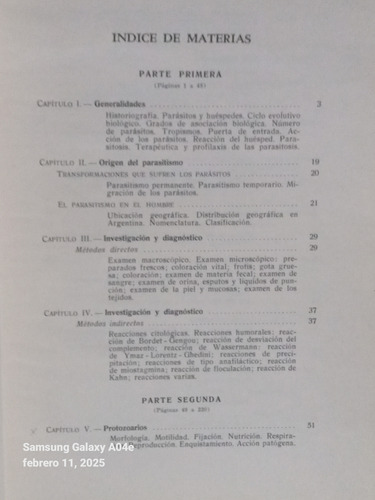 INDICE DE MATERIAS
PARTE PRIMERA
(Páginas 1 a 48)
CAPÍTULO I. — Generalidades 3
Historiografía. Parásitos y huéspedes. Ciclo evolutivo
biológico. Grados de asociación biológica. Número
de parásitos. Tropismos. Puerta de entrada. Ac-
ción de los parásitos. Reacción del huésped. Para-
sitosis. Terapéutica y profilaxis de las parasitosis.
CAPÍTULO II. — Origen del parasitismo 19
TRANSFORMACIONES QUE SUFREN LOS PARÁSITOS 20
Parasitismo permanente. Parasitismo temporario. Mi-
gración de los parásitos.
EL PARASITISMO EN EL HOMBRE 21
Ubicación geográfica. Distribución geográfica en
Argentina. Nomenclatura. Clasificación.
CAPÍTULO III. — Investigación y diagnóstico 29
Métodos directos 29
Examen macroscópico. Examen microscópico: pre-
parados frescos; coloración vital; frotis; gota grue-
sa; coloración; examen de materia fecal; examen de
sangre; examen de orina, esputos y líquidos de pun-
ción; examen de la piel y mucosas; examen de los
tejidos.
CAPÍTULO IV. — Investigación y diagnóstico 37
Métodos indirectos 37
Reacciones citológicas. Reacciones humorales; reac-
ción de Bordet - Gengou; reacción de desviación del
complemento; reacción de Wassermann; reacción
de Ymaz - Lorentz - Ghedini; reacciones de preci-
pitación; reacciones de tipo anafiláctico; reacción
de miostagmina; reacción de floculación; reacción de
Kahn; reacciones varias.
PARTE SEGUNDA
CAPÍTULO V. — Protozoarios 51
Morfología. Motilidad. Fijación. Nutrición. Respira-
Reproducción. Enquistamiento. Acción patógena.
Samsung Galaxy A04e
febrero 11, 2025